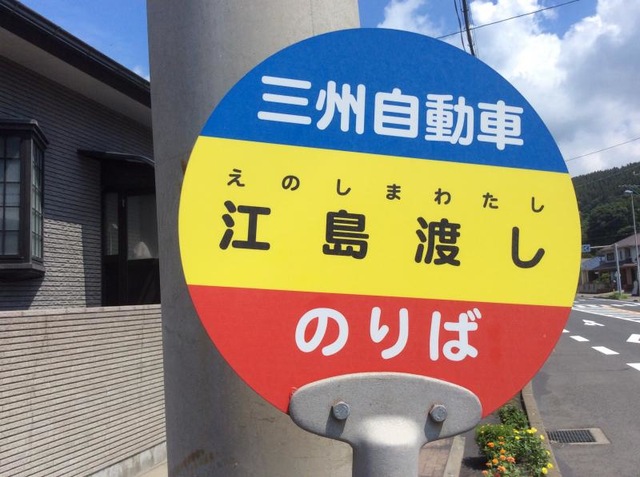 三州自動車
えのしまわたし
江島渡し
のりば